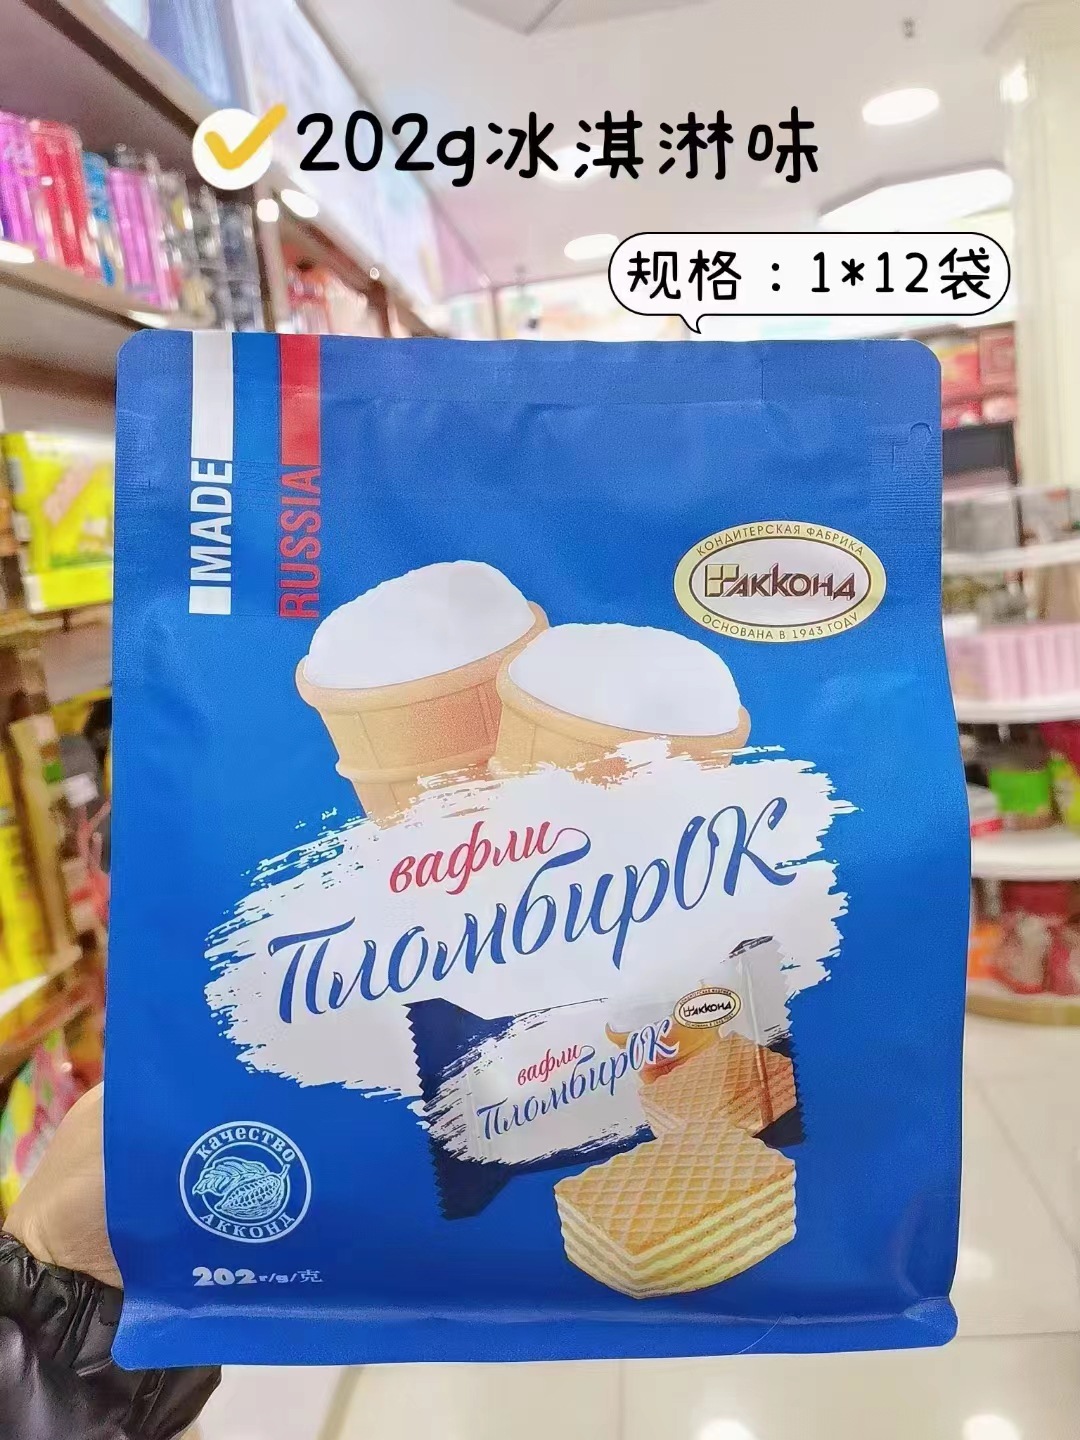 202g冰淇淋味
规格：1*12袋
MADE
RUSSIA
КОНДИТЕРСКАЯ ФАБРИКА
АККОНД
ОСНОВАНА В 1943 ГОДУ
вафли
ПломбирОК
АККОНД
вафли
ПломбирОК
качество
АККОНД
202г/g/克